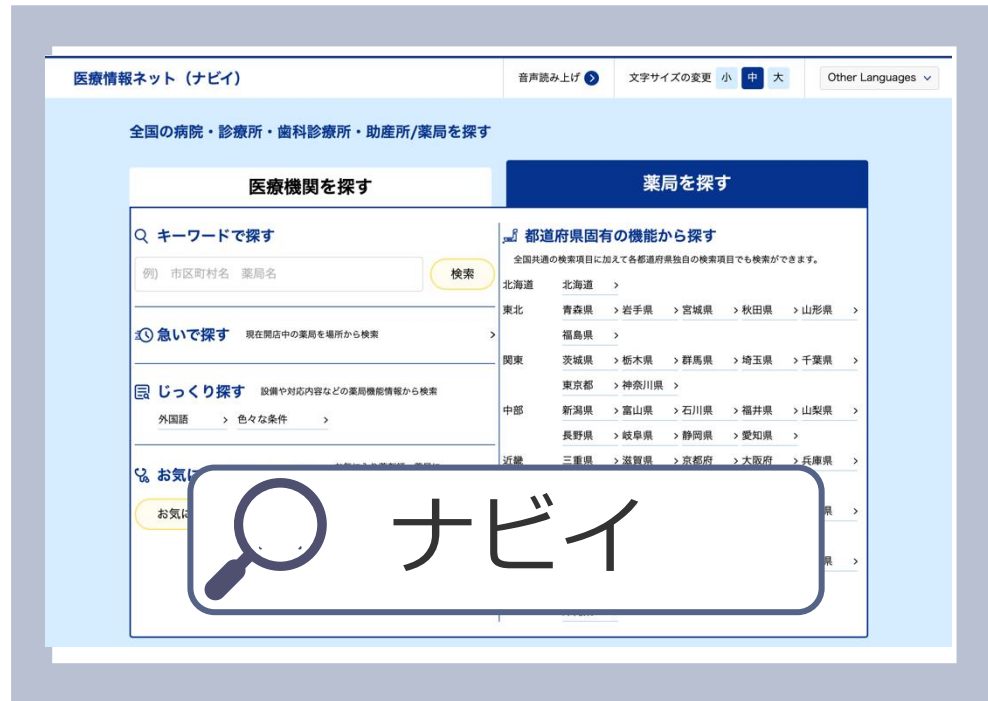 医療情報ネット（ナビイ）
音声読み上げ
文字サイズの変更 小 中 大
Other Languages
全国の病院・診療所・歯科診療所・助産所/薬局を探す
医療機関を探す
薬局を探す
キーワードで探す
例) 市区町村名 薬局名
検索
急いで探す 現在開店中の薬局を場所から検索
じっくり探す 設備や対応内容などの薬局機能情報から検索
外国語 色々な条件
お気に
お気に
都道府県固有の機能から探す
全国共通の検索項目に加えて各都道府県独自の検索項目でも検索ができます。
北海道 北海道
東北 青森県 岩手県 宮城県 秋田県 山形県
福島県
関東 茨城県 栃木県 群馬県 埼玉県 千葉県
東京都 神奈川県
中部 新潟県 富山県 石川県 福井県 山梨県
長野県 岐阜県 静岡県 愛知県
近畿 三重県 滋賀県 京都府 大阪府 兵庫県
県
県
ナビイ